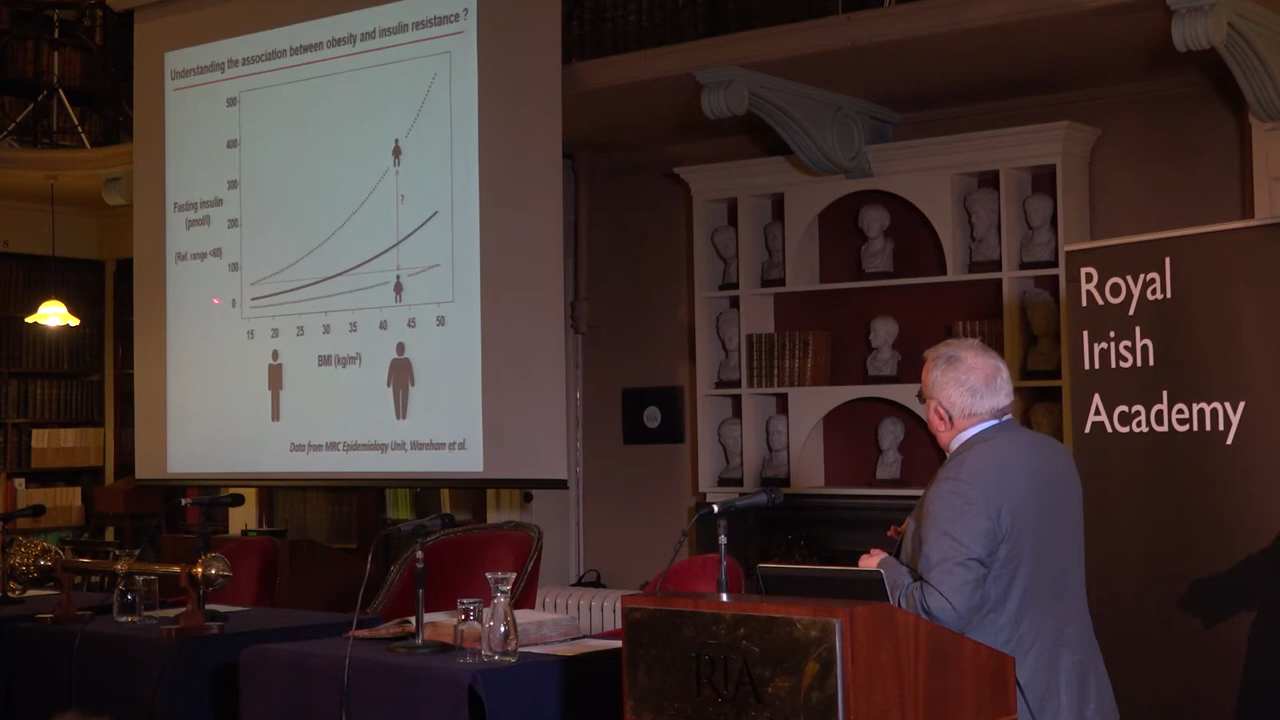 Understanding the association between obesity and insulin resistance ?
500
400
300
200
100
0
Fasting insulin
(pmol/l)
(Ref. range <60)
?
15 20 25 30 35 40 45 50
BMI (kg/m²)
Data from MRC Epidemiology Unit, Wareham et al.
Royal
Irish
Academy
RIA
RIA